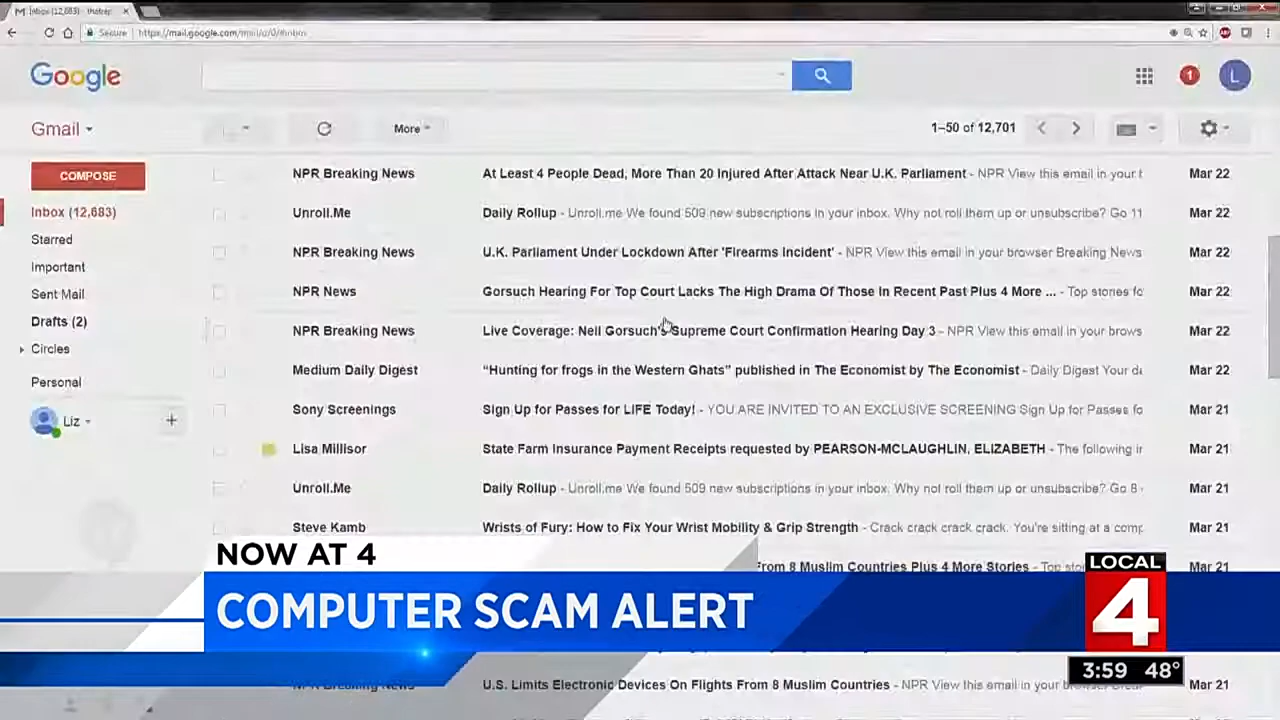 Inbox (12,683) -
Secure https://mail.google.com/mail/u/0/#inbox
Google
1
L
Gmail
More
1–50 of 12,701
COMPOSE
Inbox (12,683)
Starred
Important
Sent Mail
Drafts (2)
Circles
Personal
Liz
+
NPR Breaking News At Least 4 People Dead, More Than 20 Injured After Attack Near U.K. Parliament - NPR View this email in your t Mar 22
Unroll.Me Daily Rollup - Unroll.me We found 509 new subscriptions in your inbox. Why not roll them up or unsubscribe? Go 11 Mar 22
NPR Breaking News U.K. Parliament Under Lockdown After 'Firearms Incident' - NPR View this email in your browser Breaking News Mar 22
NPR News Gorsuch Hearing For Top Court Lacks The High Drama Of Those In Recent Past Plus 4 More ... - Top stories fo Mar 22
NPR Breaking News Live Coverage: Neil Gorsuch's Supreme Court Confirmation Hearing Day 3 - NPR View this email in your brows Mar 22
Medium Daily Digest “Hunting for frogs in the Western Ghats” published in The Economist by The Economist - Daily Digest Your da Mar 22
Sony Screenings Sign Up for Passes for LIFE Today! - YOU ARE INVITED TO AN EXCLUSIVE SCREENING Sign Up for Passes fo Mar 21
Lisa Millisor State Farm Insurance Payment Receipts requested by PEARSON-MCLAUGHLIN, ELIZABETH - The following ir Mar 21
Unroll.Me Daily Rollup - Unroll.me We found 509 new subscriptions in your inbox. Why not roll them up or unsubscribe? Go 8 - Mar 21
Steve Kamb Wrists of Fury: How to Fix Your Wrist Mobility & Grip Strength - Crack crack crack crack. You're sitting at a comp Mar 21
From 8 Muslim Countries Plus 4 More Stories - Top sto Mar 21
NPR Breaking News U.S. Limits Electronic Devices On Flights From 8 Muslim Countries - NPR View this email in your Mar 21
NOW AT 4
COMPUTER SCAM ALERT
LOCAL
4
3:59 48°